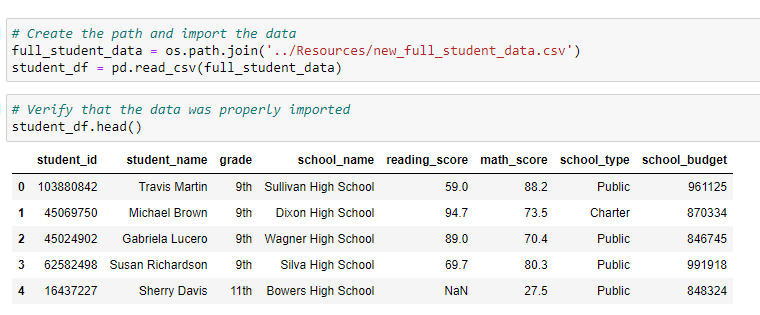 # Create the path and import the data
full_student_data = os.path.join('../Resources/new_full_student_data.csv')
student_df = pd.read_csv(full_student_data)
# Verify that the data was properly imported
student_df.head()
student_id student_name grade school_name reading_score math_score school_type school_budget
0 103880842 Travis Martin 9th Sullivan High School 59.0 88.2 Public 961125
1 45069750 Michael Brown 9th Dixon High School 94.7 73.5 Charter 870334
2 45024902 Gabriela Lucero 9th Wagner High School 89.0 70.4 Public 846745
3 62582498 Susan Richardson 9th Silva High School 69.7 80.3 Public 991918
4 16437227 Sherry Davis 11th Bowers High School NaN 27.5 Public 848324